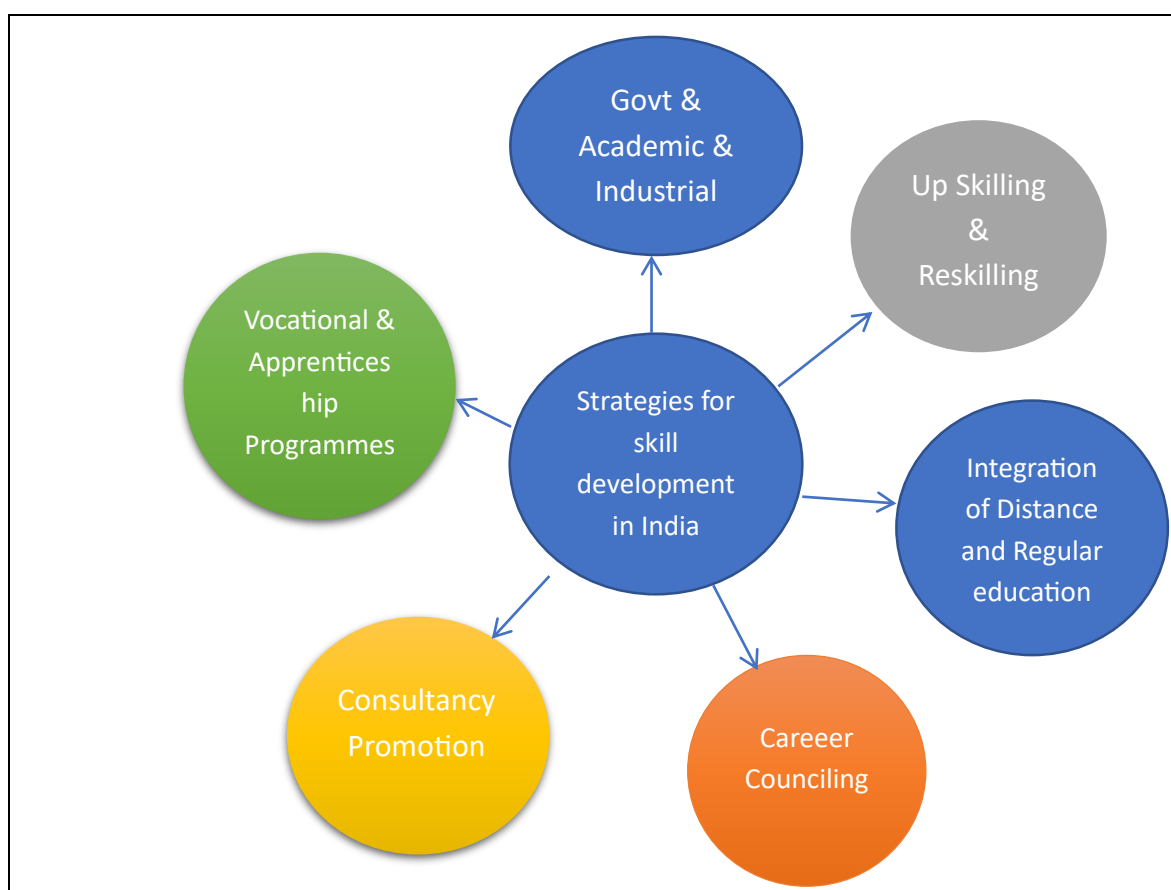 Govt &
Academic &
Industrial
Up Skilling
&
Reskilling
Vocational &
Apprentices
hip
Programmes
Strategies for
skill
development
in India
Integration
of Distance
and Regular
education
Consultancy
Promotion
Careeer
Counciling